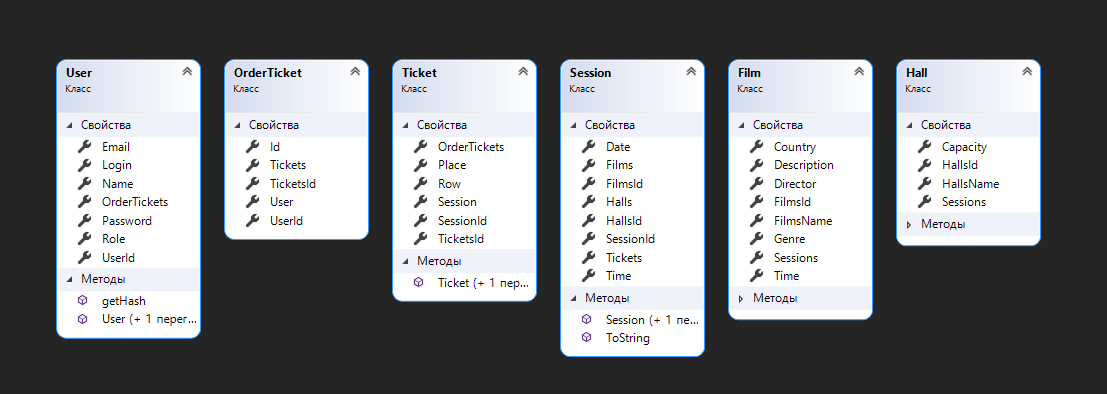 User
Класс
Свойства
Email
Login
Name
OrderTickets
Password
Role
UserId
Методы
getHash
User (+ 1 перег...
OrderTicket
Класс
Свойства
Id
Tickets
TicketsId
User
UserId
Ticket
Класс
Свойства
OrderTickets
Place
Row
Session
SessionId
TicketsId
Методы
Ticket (+ 1 пер...
Session
Класс
Свойства
Date
Films
FilmsId
Halls
HallsId
SessionId
Tickets
Time
Методы
Session (+ 1 пе...
ToString
Film
Класс
Свойства
Country
Description
Director
FilmsId
FilmsName
Genre
Sessions
Time
Методы
Hall
Класс
Свойства
Capacity
HallsId
HallsName
Sessions
Методы